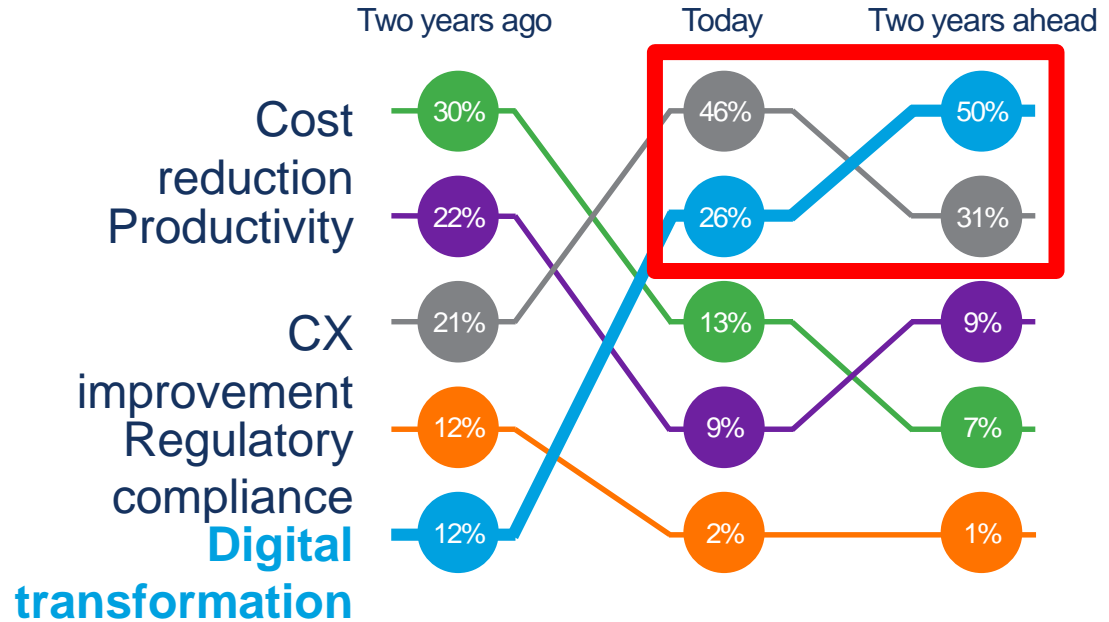 Two years ago Today Two years ahead
Cost
reduction
30% 46% 50%
Productivity
22% 26% 31%
CX
improvement
21% 13% 9%
Regulatory
compliance
12% 9% 7%
Digital
transformation
12% 2% 1%